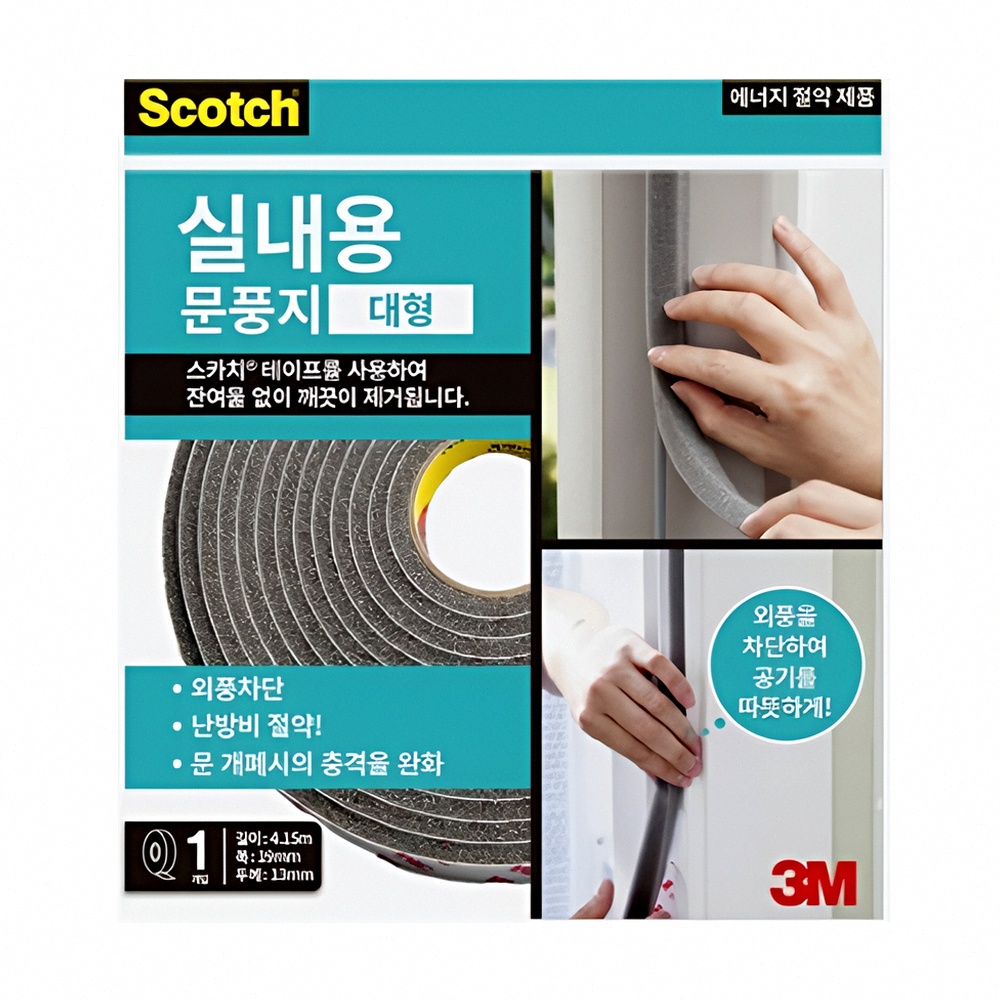 Scotch
에너지 절약 제품
실내용
문풍지 대형
스카치® 테이프를 사용하여
잔여물 없이 깨끗이 제거됩니다.
• 외풍차단
• 난방비 절약!
• 문 개폐시의 충격을 완화
외풍을
차단하여
공기를
따뜻하게!
1
길이: 4.15m
폭: 19mm
두께: 13mm
3M